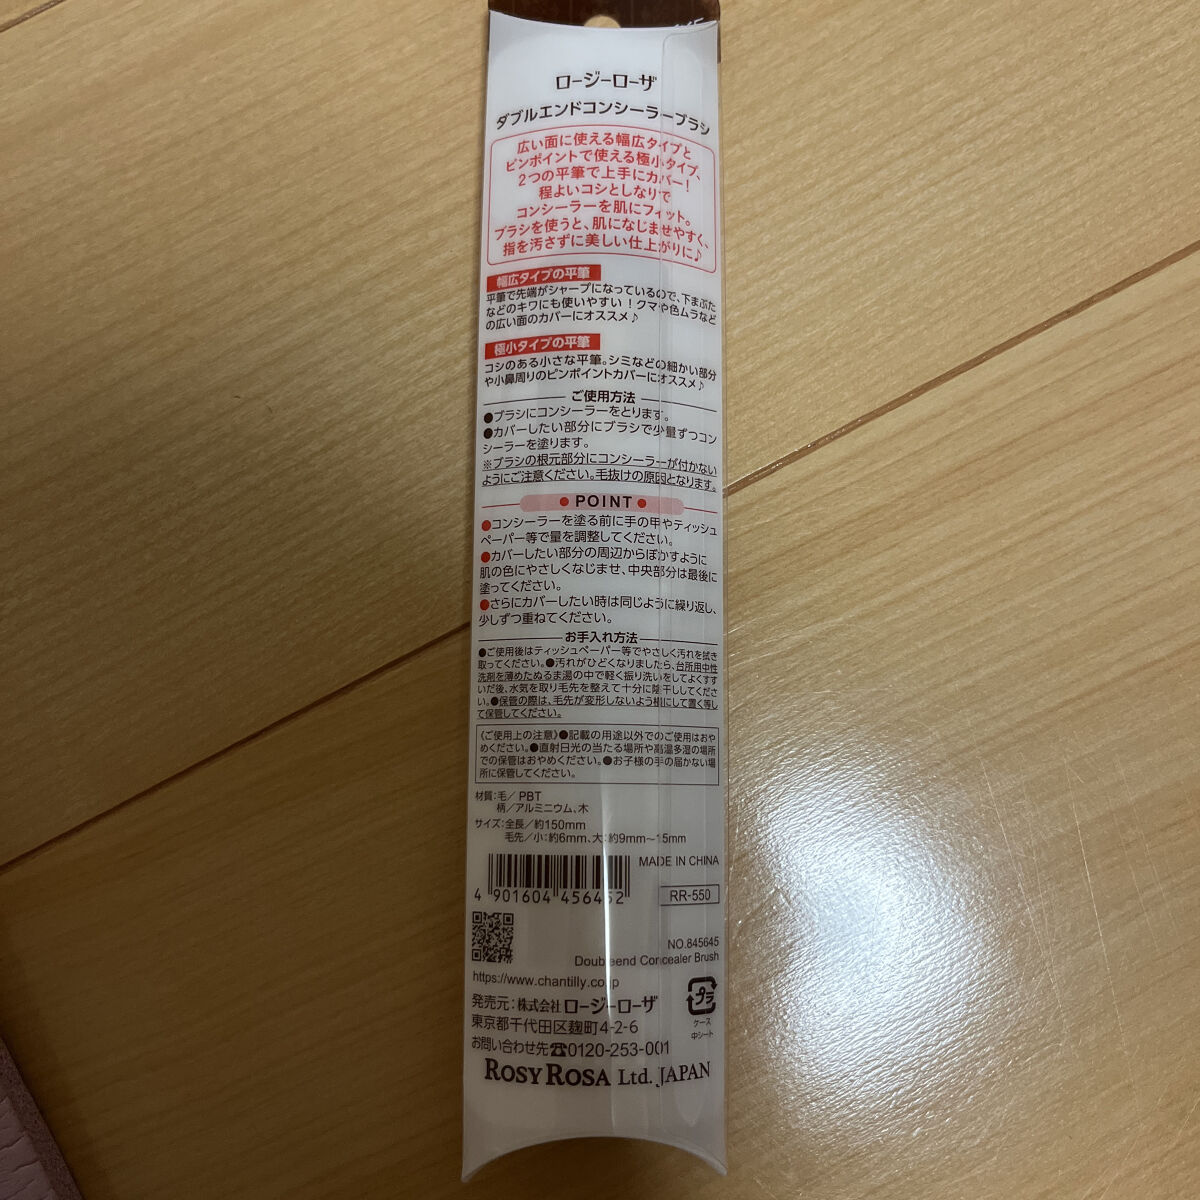 ロージーローザ
ダブルエンドコンシーラーブラシ
広い面に使える幅広タイプと
ピンポイントで使える極小タイプ、
2つの平筆で上手にカバー!
程よいコシとしなりで
コンシーラーを肌にフィット。
ブラシを使うと、肌になじませやすく、
指を汚さずに美しい仕上がりに♪
幅広タイプの平筆
平筆で先端がシャープになっているので、下まぶた
などのキワにも使いやすい!クマや色ムラなど
の広い面のカバーにオススメ♪
極小タイプの平筆
コシのある小さな平筆。シミなどの細かい部分
や小鼻周りのピンポイントカバーにオススメ♪
ご使用方法
●ブラシにコンシーラーをとります。
●カバーしたい部分にブラシで少量ずつコン
シーラーを塗ります。
※ブラシの根元部分にコンシーラーが付かない
ようにご注意ください。毛抜けの原因となります。
●POINT●
●コンシーラーを塗る前に手の甲やティッシュ
ペーパー等で量を調整してください。
●カバーしたい部分の周辺からぼかすように
肌の色にやさしくなじませ、中央部分は最後に
塗ってください。
●さらにカバーしたい時は同じように繰り返し、
少しずつ重ねてください。
お手入れ方法
●ご使用後はティッシュペーパー等でやさしく汚れを拭き
取ってください。●汚れがひどくなりましたら、台所用中性
洗剤を薄めたぬるま湯の中で軽く振り洗いをしてよくすす
いだ後、水気を取り毛先を整えて十分に陰干ししてくださ
い。●保管の際は、毛先が変形しないよう横にして置く等し
て保管してください。
〈ご使用上の注意〉●記載の用途以外でのご使用はおや
めください。●直射日光の当たる場所や高温多湿の場所
での保管はおやめください。●お子様の手の届かない場
所に保管してください。
材質:毛/PBT
柄/アルミニウム、木
サイズ:全長/約150mm
毛先/小:約6mm、大:約9mm〜15mm
MADE IN CHINA
4 901604 456452
RR-550
NO.845645
Doubleend Concealer Brush
https://www.chantilly.co.jp
発売元:株式会社ロージーローザ
東京都千代田区麹町4-2-6
お問い合わせ先☎0120-253-001
プラ
ケース
中シート
ROSY ROSA Ltd. JAPAN